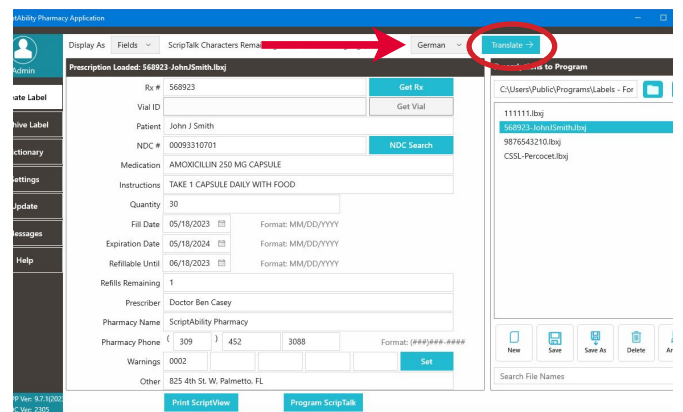 ptAbility Pharmacy Application
Display As Fields ScripTalk Characters Rema German Translate →
Admin
Prescription Loaded: 568923-JohnJSmith.lbxj to Program
Rx # 568923 Get Rx C:\Users\Public\Programs\Labels - For
ate Label
Vial ID Get Vial
111111.lbxj
hive Label
Patient John J Smith
568923-JohnJSmith.lbxj
NDC # 00093310701 NDC Search
9876543210.lbxj
ctionary
CSSL-Percocet.lbxj
Medication AMOXICILLIN 250 MG CAPSULE
ettings
Instructions TAKE 1 CAPSULE DAILY WITH FOOD
Update
Quantity 30
Fill Date 05/18/2023 Format: MM/DD/YYYY
essages
Expiration Date 05/18/2024 Format: MM/DD/YYYY
Help
Refillable Until 06/18/2023 Format: MM/DD/YYYY
Refills Remaining 1
Prescriber Doctor Ben Casey
Pharmacy Name ScriptAbility Pharmacy
Pharmacy Phone ( 309 ) 452 3088 Format: (###)###-####
New Save Save As Delete Ar
Warnings 0002 Set
Other 825 4th St. W. Palmetto. FL
Search File Names
PP Ver: 9.7.1(202
Print ScriptView Program ScripTalk
C Ver: 2305